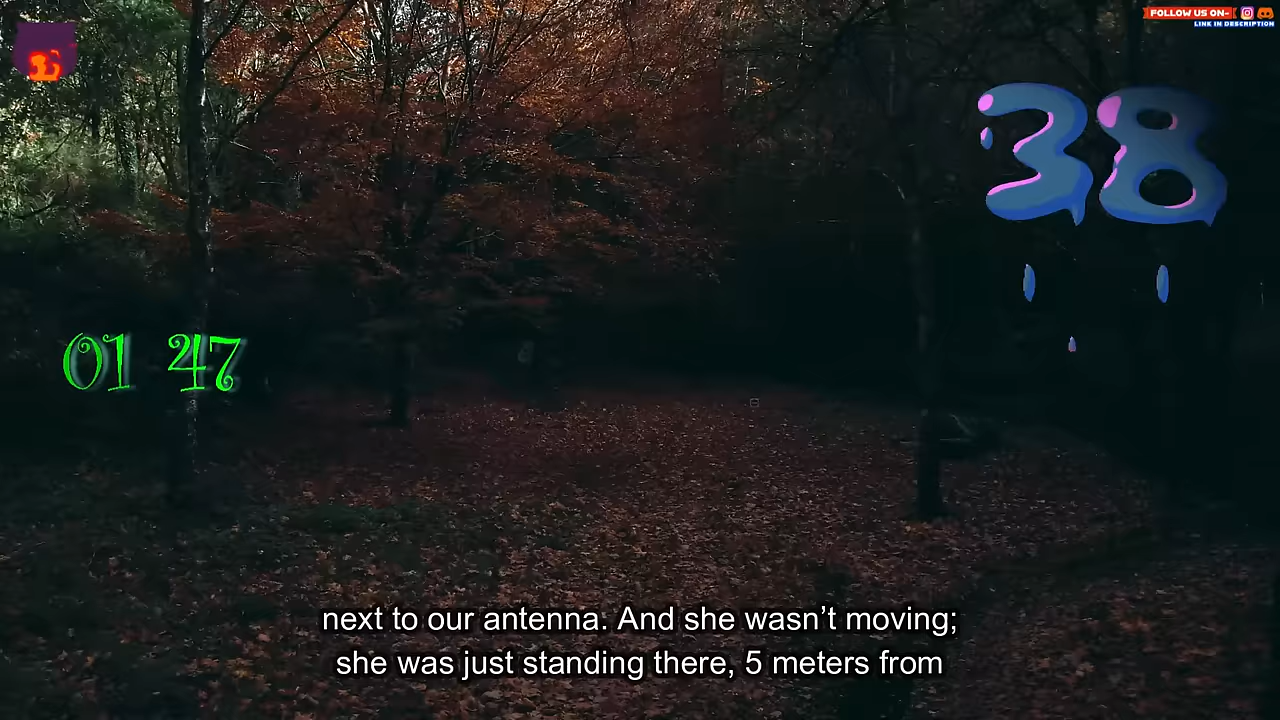 FOLLOW US ON-
LINK IN DESCRIPTION
38
01 47
next to our antenna. And she wasn’t moving;
she was just standing there, 5 meters from